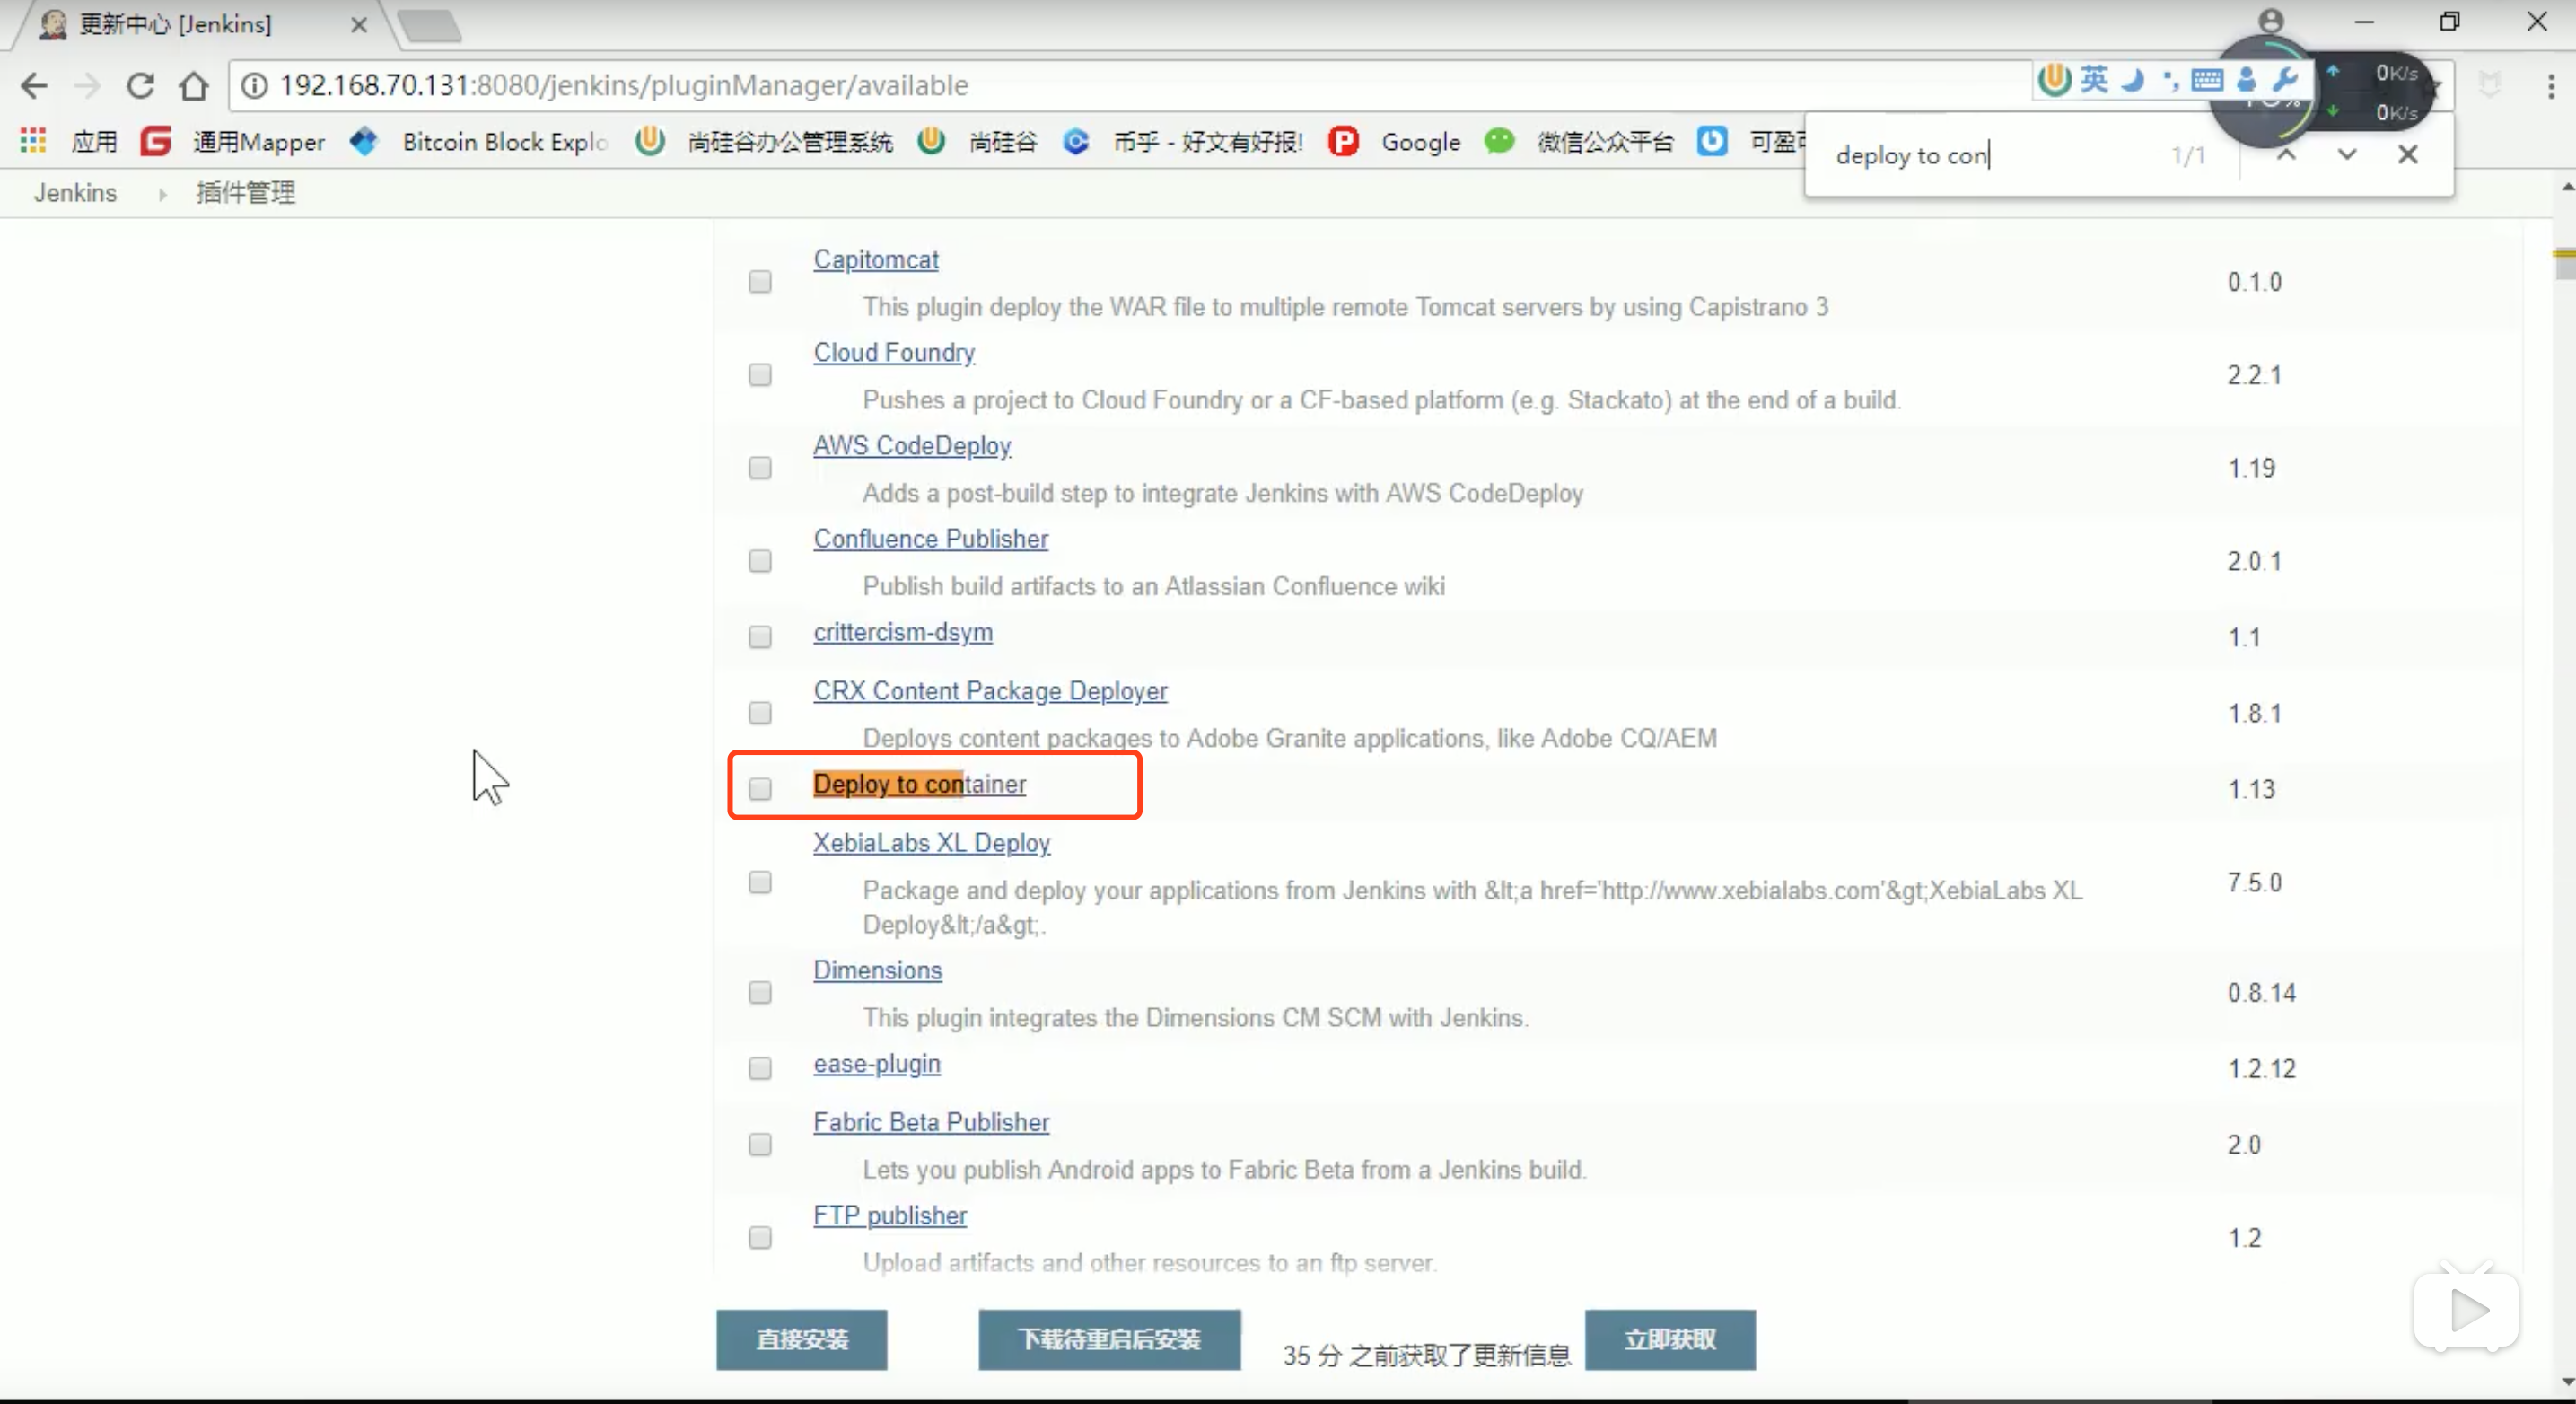 更新中心 [Jenkins]
192.168.70.131:8080/jenkins/pluginManager/available
英
0K/s
0K/s
应用 通用Mapper Bitcoin Block Explo 尚硅谷办公管理系统 尚硅谷 币乎 - 好文有好报! Google 微信公众平台
deploy to con 1/1
Jenkins 插件管理
Capitomcat 0.1.0
This plugin deploy the WAR file to multiple remote Tomcat servers by using Capistrano 3
Cloud Foundry 2.2.1
Pushes a project to Cloud Foundry or a CF-based platform (e.g. Stackato) at the end of a build.
AWS CodeDeploy 1.19
Adds a post-build step to integrate Jenkins with AWS CodeDeploy
Confluence Publisher 2.0.1
Publish build artifacts to an Atlassian Confluence wiki
crittercism-dsym 1.1
CRX Content Package Deployer 1.8.1
Deploys content packages to Adobe Granite applications, like Adobe CQ/AEM
Deploy to container 1.13
XebiaLabs XL Deploy 7.5.0
Package and deploy your applications from Jenkins with &lt;a href='http://www.xebialabs.com'&gt;XebiaLabs XL
Deploy&lt;/a&gt;.
Dimensions 0.8.14
This plugin integrates the Dimensions CM SCM with Jenkins.
ease-plugin 1.2.12
Fabric Beta Publisher 2.0
Lets you publish Android apps to Fabric Beta from a Jenkins build.
FTP publisher 1.2
Upload artifacts and other resources to an ftp server.
直接安装 下载待重启后安装 35 分 之前获取了更新信息 立即获取